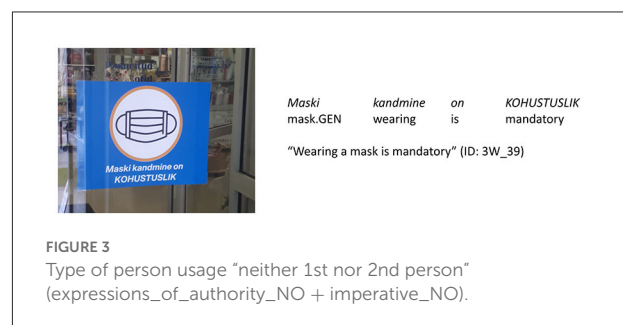 Maski kandmine on
KOHUSTUSLIK
Maski kandmine on KOHUSTUSLIK
mask.GEN wearing is mandatory
“Wearing a mask is mandatory” (ID: 3W_39)
FIGURE 3
Type of person usage “neither 1st nor 2nd person”
(expressions_of_authority_NO + imperative_NO).